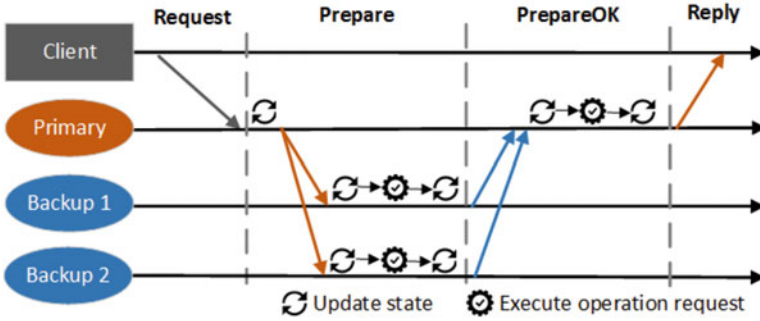 Request Prepare PrepareOK Reply
Client
Primary
Backup 1
Backup 2
Update state Execute operation request